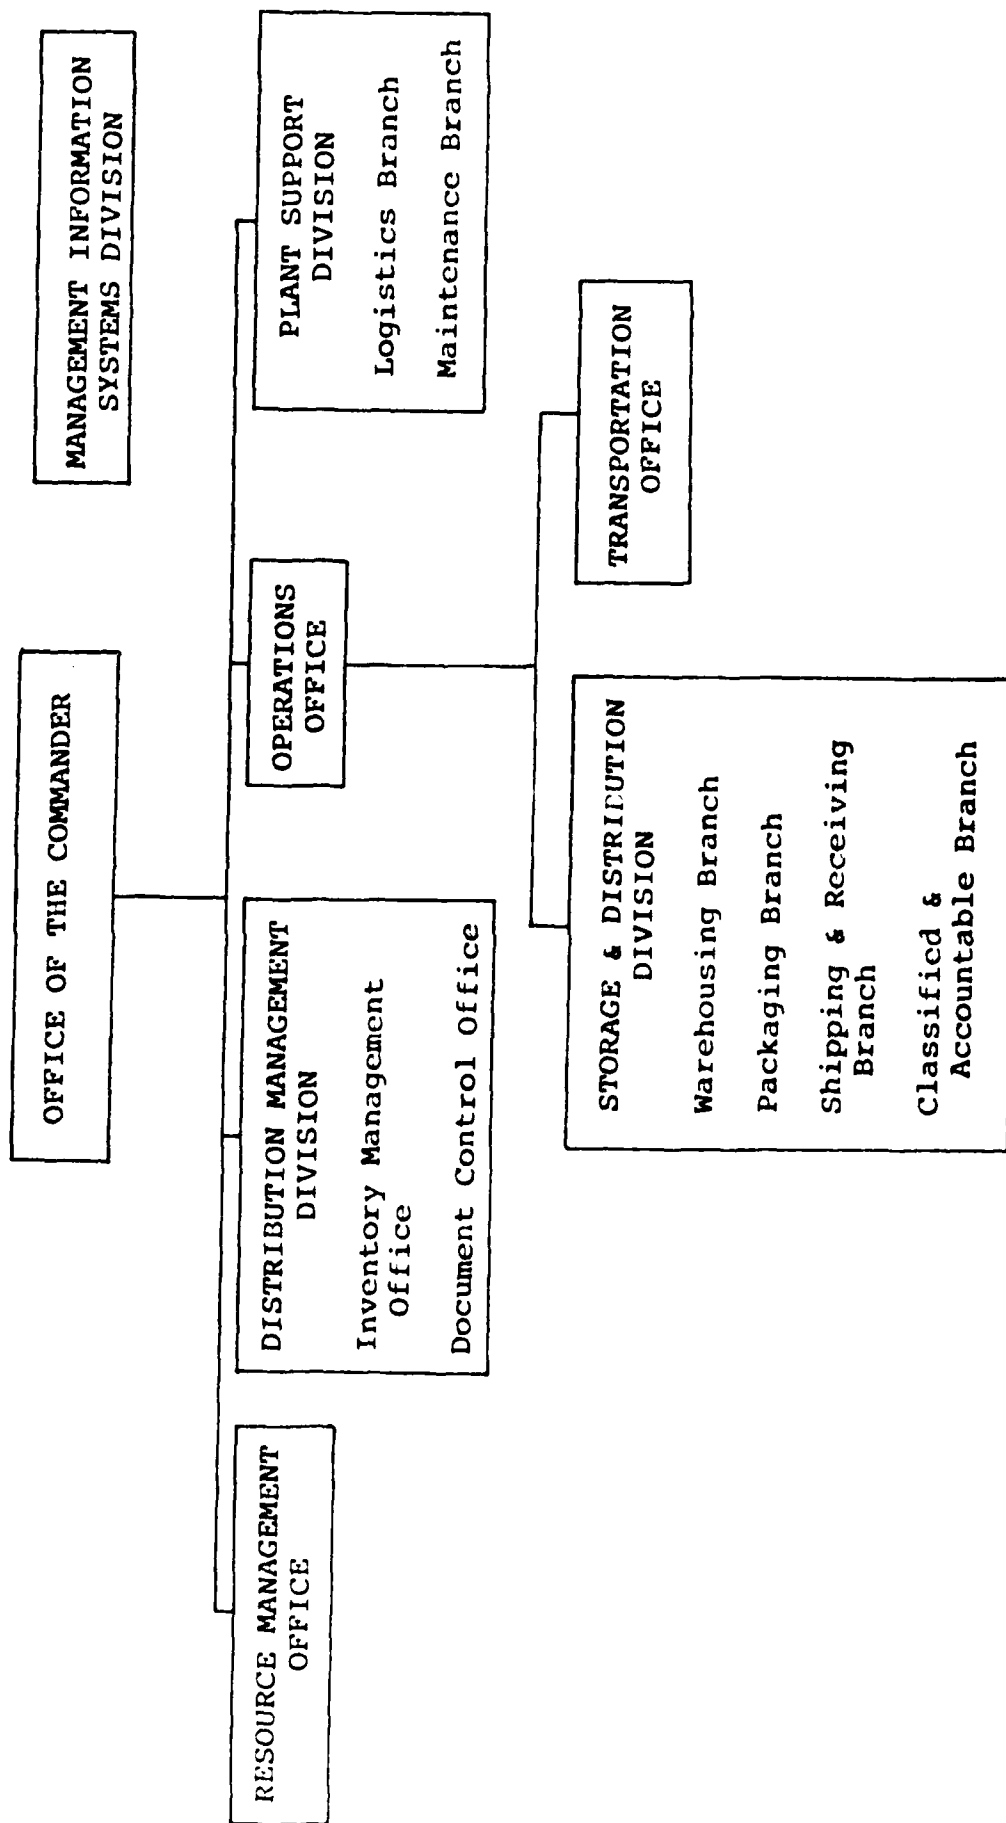 OFFICE OF THE COMMANDER
MANAGEMENT INFORMATION
SYSTEMS DIVISION
RESOURCE MANAGEMENT
OFFICE
DISTRIBUTION MANAGEMENT
DIVISION
Inventory Management
Office
Document Control Office
OPERATIONS
OFFICE
PLANT SUPPORT
DIVISION
Logistics Branch
Maintenance Branch
STORAGE & DISTRIBUTION
DIVISION
Warehousing Branch
Packaging Branch
Shipping & Receiving
Branch
Classified &
Accountable Branch
TRANSPORTATION
OFFICE